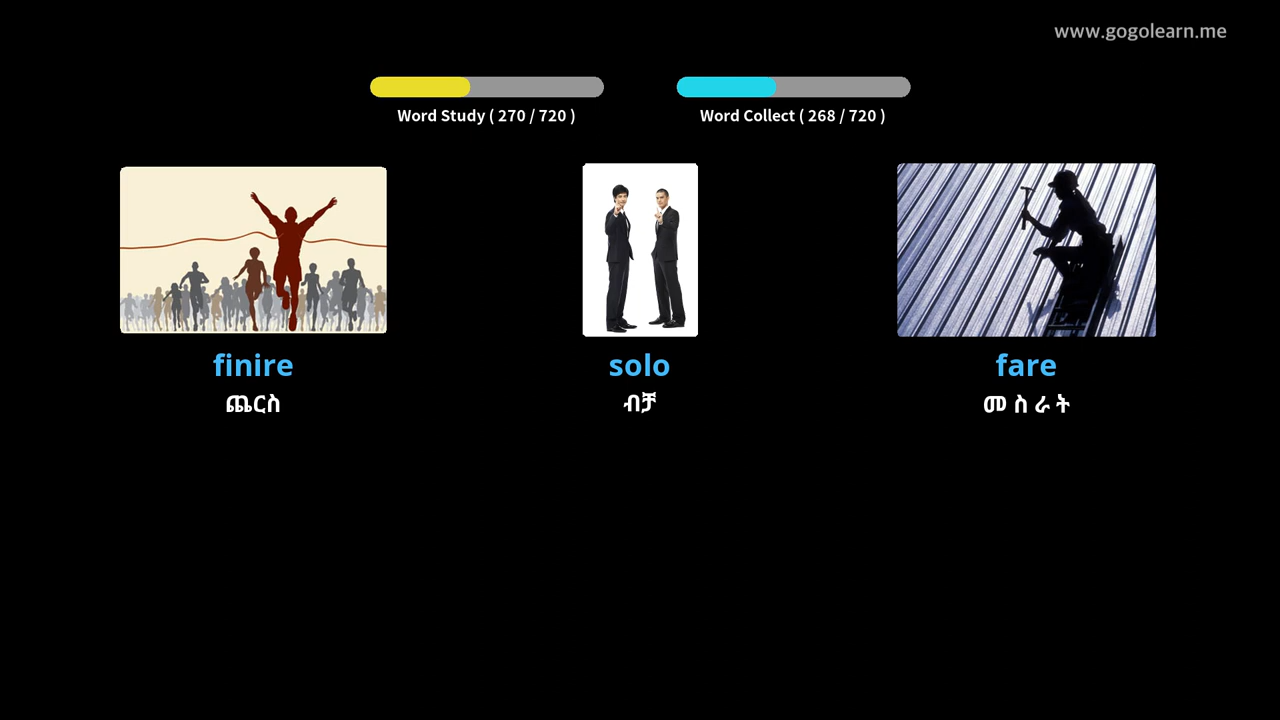 www.gogolearn.me
Word Study ( 270 / 720 )
Word Collect ( 268 / 720 )
finire
ጨርስ
solo
ብቻ
fare
መ ስ ራ ት